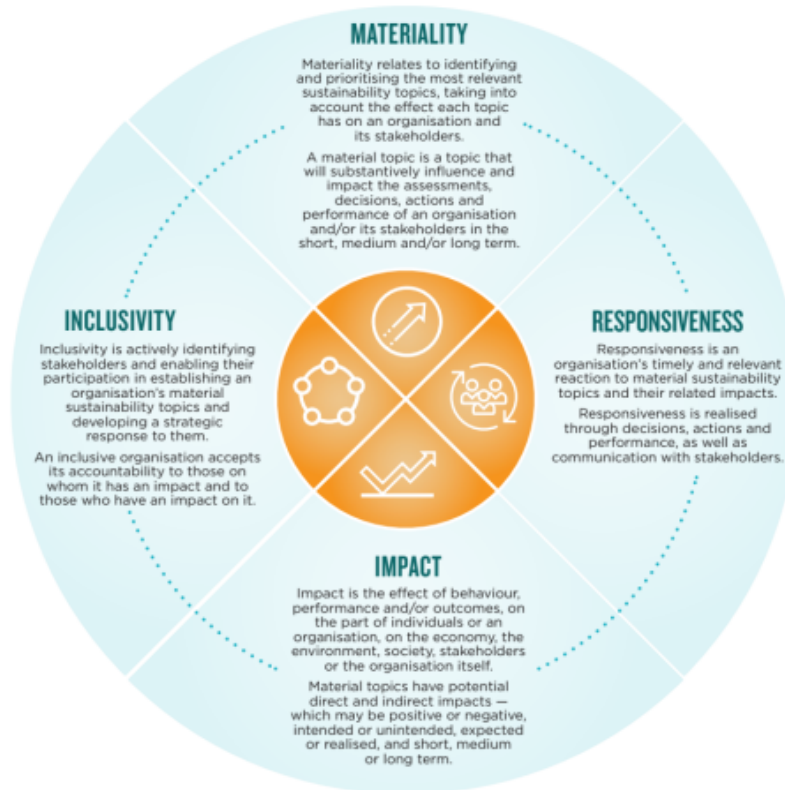 MATERIALITY
Materiality relates to identifying
and prioritising the most relevant
sustainability topics, taking into
account the effect each topic
has on an organisation and
its stakeholders.
A material topic is a topic that
will substantively influence and
impact the assessments,
decisions, actions and
performance of an organisation
and/or its stakeholders in the
short, medium and/or long term.
INCLUSIVITY
Inclusivity is actively identifying
stakeholders and enabling their
participation in establishing an
organisation's material
sustainability topics and
developing a strategic
response to them.
An inclusive organisation accepts
its accountability to those on
whom it has an impact and to
those who have an impact on it.
RESPONSIVENESS
Responsiveness is an
organisation's timely and relevant
reaction to material sustainability
topics and their related impacts.
Responsiveness is realised
through decisions, actions and
performance, as well as
communication with stakeholders.
IMPACT
Impact is the effect of behaviour,
performance and/or outcomes, on
the part of individuals or an
organisation, on the economy, the
environment, society, stakeholders
or the organisation itself.
Material topics have potential
direct and indirect impacts —
which may be positive or negative,
intended or unintended, expected
or realised, and short, medium
or long term.